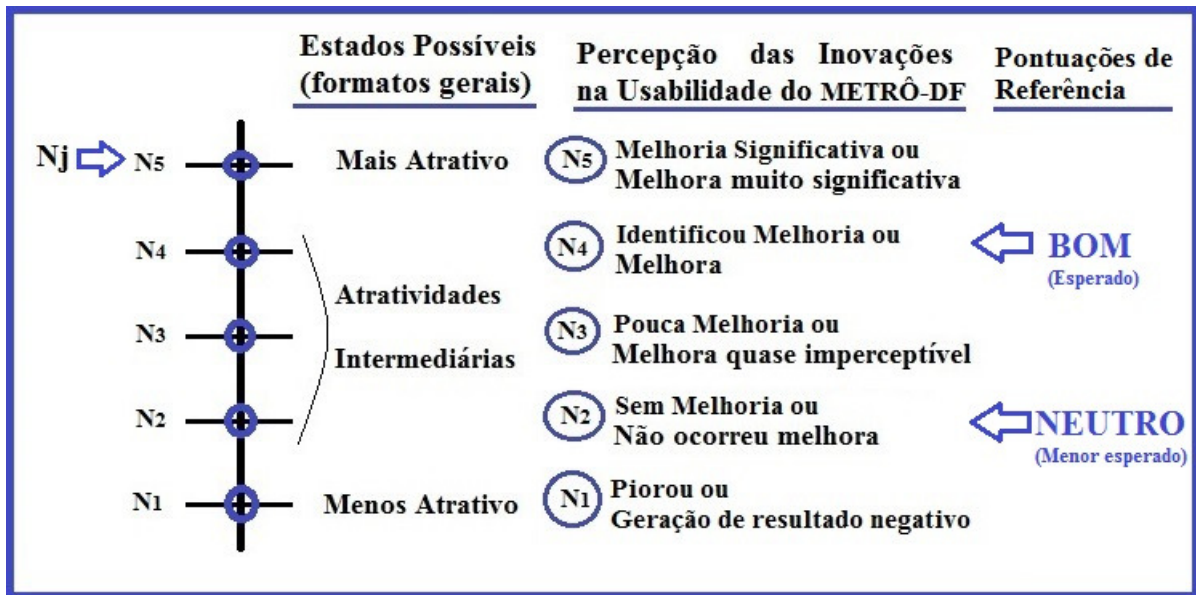 Estados Possíveis
(formatos gerais)
Percepção das Inovações
na Usabilidade do METRÔ-DF
Pontuações de
Referência
Nj
N5
Mais Atrativo
N5
Melhoria Significativa ou
Melhora muito significativa
N4
N4
Identificou Melhoria ou
Melhora
BOM
(Esperado)
Atratividades
N3
N3
Pouca Melhoria ou
Melhora quase imperceptível
Intermediárias
N2
N2
Sem Melhoria ou
Não ocorreu melhora
NEUTRO
(Menor esperado)
N1
Menos Atrativo
N1
Piorou ou
Geração de resultado negativo